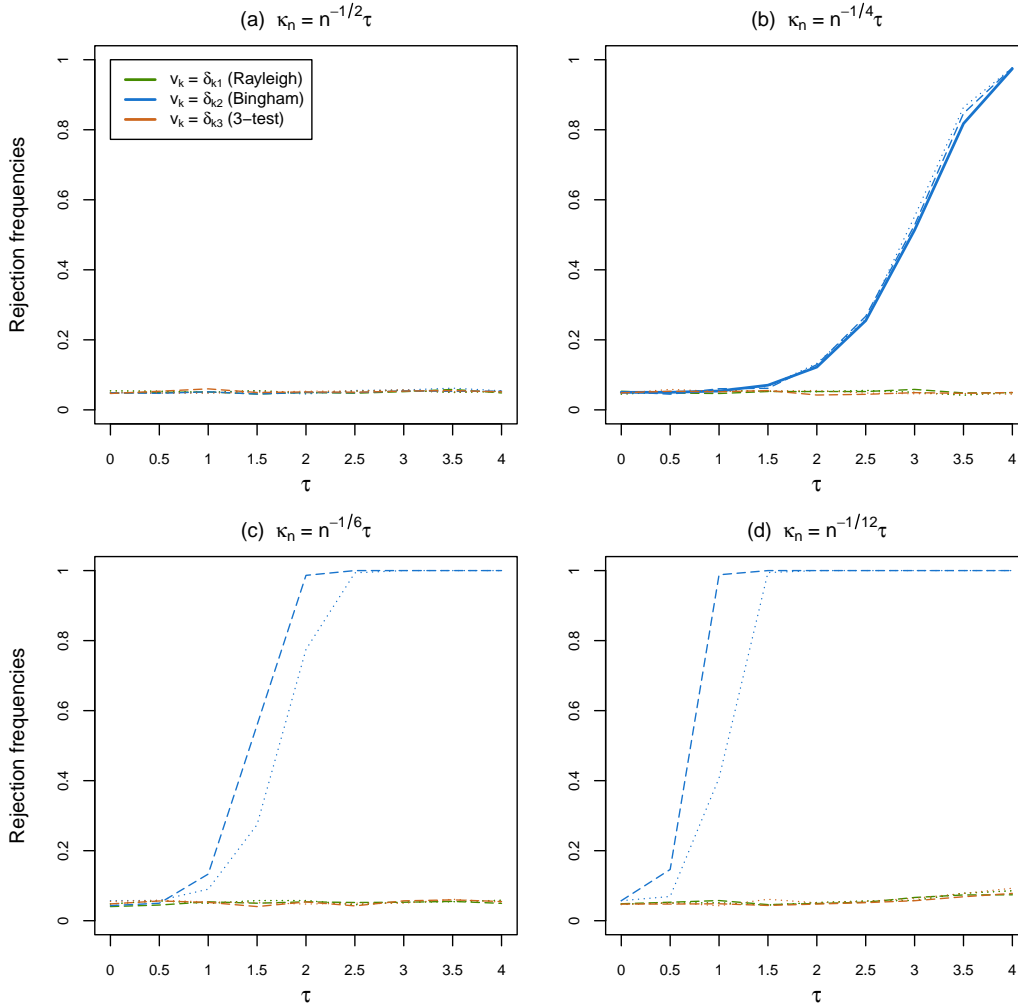 (a) κₙ = n⁻¹/²τ
Rejection frequencies
0 0.2 0.4 0.6 0.8 1
vₖ = δₖ₁ (Rayleigh)
vₖ = δₖ₂ (Bingham)
vₖ = δₖ₃ (3−test)
0 0.5 1 1.5 2 2.5 3 3.5 4
τ
(b) κₙ = n⁻¹/⁴τ
0 0.2 0.4 0.6 0.8 1
0 0.5 1 1.5 2 2.5 3 3.5 4
τ
(c) κₙ = n⁻¹/⁶τ
Rejection frequencies
0 0.2 0.4 0.6 0.8 1
0 0.5 1 1.5 2 2.5 3 3.5 4
τ
(d) κₙ = n⁻¹/¹²τ
0 0.2 0.4 0.6 0.8 1
0 0.5 1 1.5 2 2.5 3 3.5 4
τ